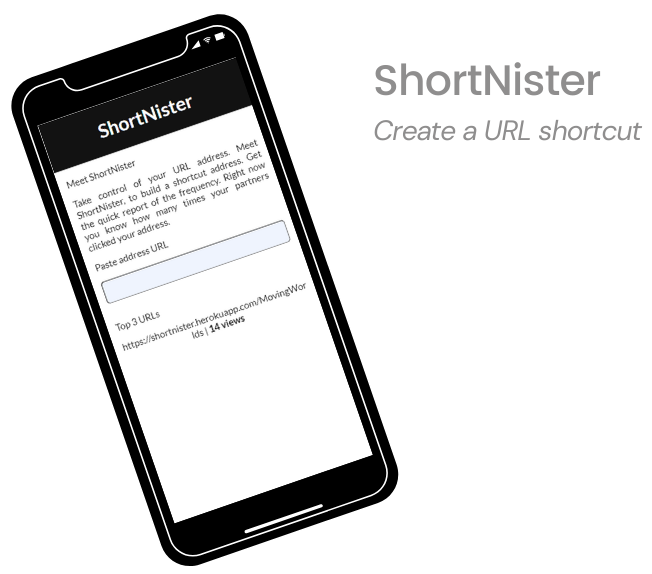 ShortNister
Meet ShortNister
Take control of your URL address. Meet
ShortNister, to build a shortcut address. Get
the quick report of the frequency. Right now
you know how many times your partners
clicked your address.
Paste address URL
Top 3 URLs
https://shortnister.herokuapp.com/MovingWor
lds | 14 views
ShortNister
Create a URL shortcut